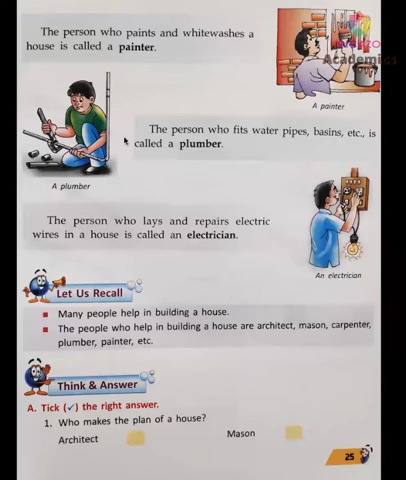 The person who paints and whitewashes a
house is called a painter.
Academics
A painter
The person who fits water pipes, basins, etc., is
called a plumber.
A plumber
The person who lays and repairs electric
wires in a house is called an electrician.
An electrician
Let Us Recall
Many people help in building a house.
The people who help in building a house are architect, mason, carpenter,
plumber, painter, etc.
Think & Answer
A. Tick (✓) the right answer.
1. Who makes the plan of a house?
Architect
Mason
25